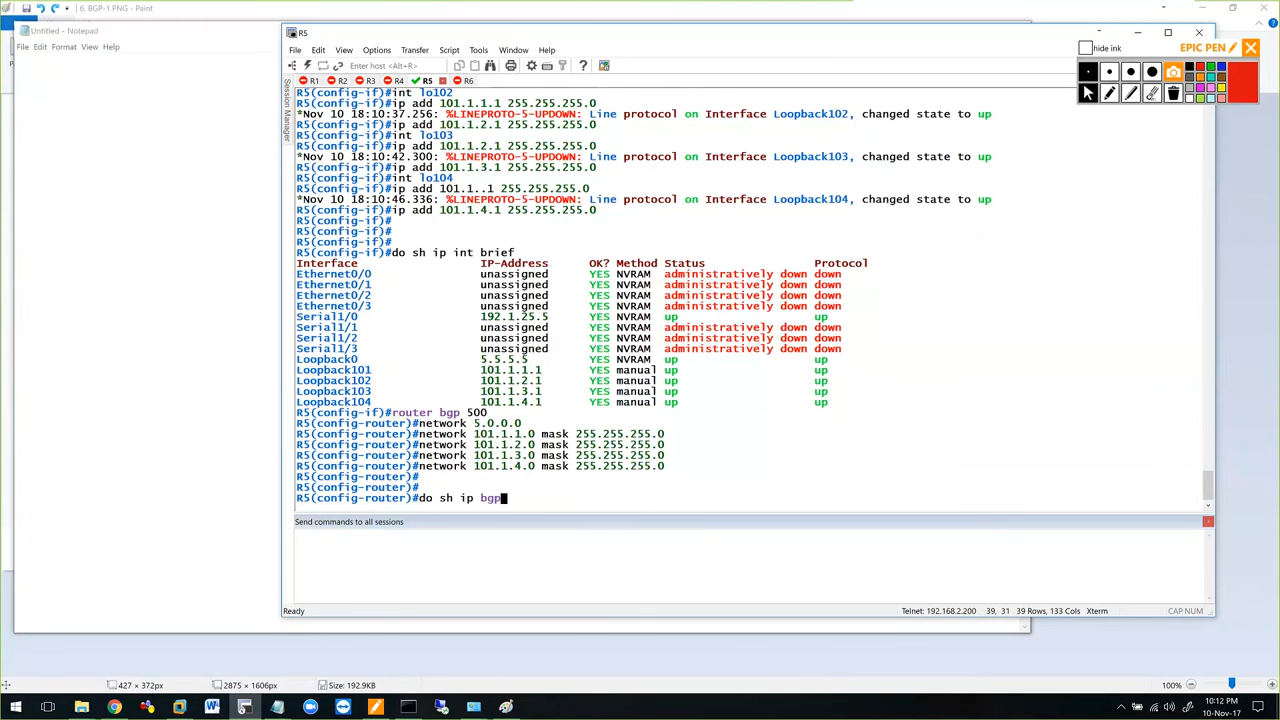 6. BGP-1.PNG - Paint
Untitled - Notepad
File Edit Format View Help
R5
File Edit View Options Transfer Script Tools Window Help
hide ink
EPIC PEN
Enter host <Alt+R>
R1 R2 R3 R4 R5 R6
Session Manager
R5(config-if)#int lo102
R5(config-if)#ip add 101.1.1.1 255.255.255.0
*Nov 10 18:10:37.256: %LINEPROTO-5-UPDOWN: Line protocol on Interface Loopback102, changed state to up
R5(config-if)#ip add 101.1.2.1 255.255.255.0
R5(config-if)#int lo103
R5(config-if)#ip add 101.1.2.1 255.255.255.0
*Nov 10 18:10:42.300: %LINEPROTO-5-UPDOWN: Line protocol on Interface Loopback103, changed state to up
R5(config-if)#ip add 101.1.3.1 255.255.255.0
R5(config-if)#int lo104
R5(config-if)#ip add 101.1..1 255.255.255.0
*Nov 10 18:10:46.336: %LINEPROTO-5-UPDOWN: Line protocol on Interface Loopback104, changed state to up
R5(config-if)#ip add 101.1.4.1 255.255.255.0
R5(config-if)#
R5(config-if)#
R5(config-if)#
R5(config-if)#do sh ip int brief
Interface IP-Address OK? Method Status Protocol
Ethernet0/0 unassigned YES NVRAM administratively down down
Ethernet0/1 unassigned YES NVRAM administratively down down
Ethernet0/2 unassigned YES NVRAM administratively down down
Ethernet0/3 unassigned YES NVRAM administratively down down
Serial1/0 192.1.25.5 YES NVRAM up up
Serial1/1 unassigned YES NVRAM administratively down down
Serial1/2 unassigned YES NVRAM administratively down down
Serial1/3 unassigned YES NVRAM administratively down down
Loopback0 5.5.5.5 YES NVRAM up up
Loopback101 101.1.1.1 YES manual up up
Loopback102 101.1.2.1 YES manual up up
Loopback103 101.1.3.1 YES manual up up
Loopback104 101.1.4.1 YES manual up up
R5(config-if)#router bgp 500
R5(config-router)#network 5.0.0.0
R5(config-router)#network 101.1.1.0 mask 255.255.255.0
R5(config-router)#network 101.1.2.0 mask 255.255.255.0
R5(config-router)#network 101.1.3.0 mask 255.255.255.0
R5(config-router)#network 101.1.4.0 mask 255.255.255.0
R5(config-router)#
R5(config-router)#
R5(config-router)#do sh ip bgp
Send commands to all sessions
Ready
Telnet: 192.168.2.200 39, 31 39 Rows, 133 Cols Xterm CAP NUM
427 × 372px 2875 × 1606px Size: 192.9KB 100%
10:12 PM
10-Nov-17